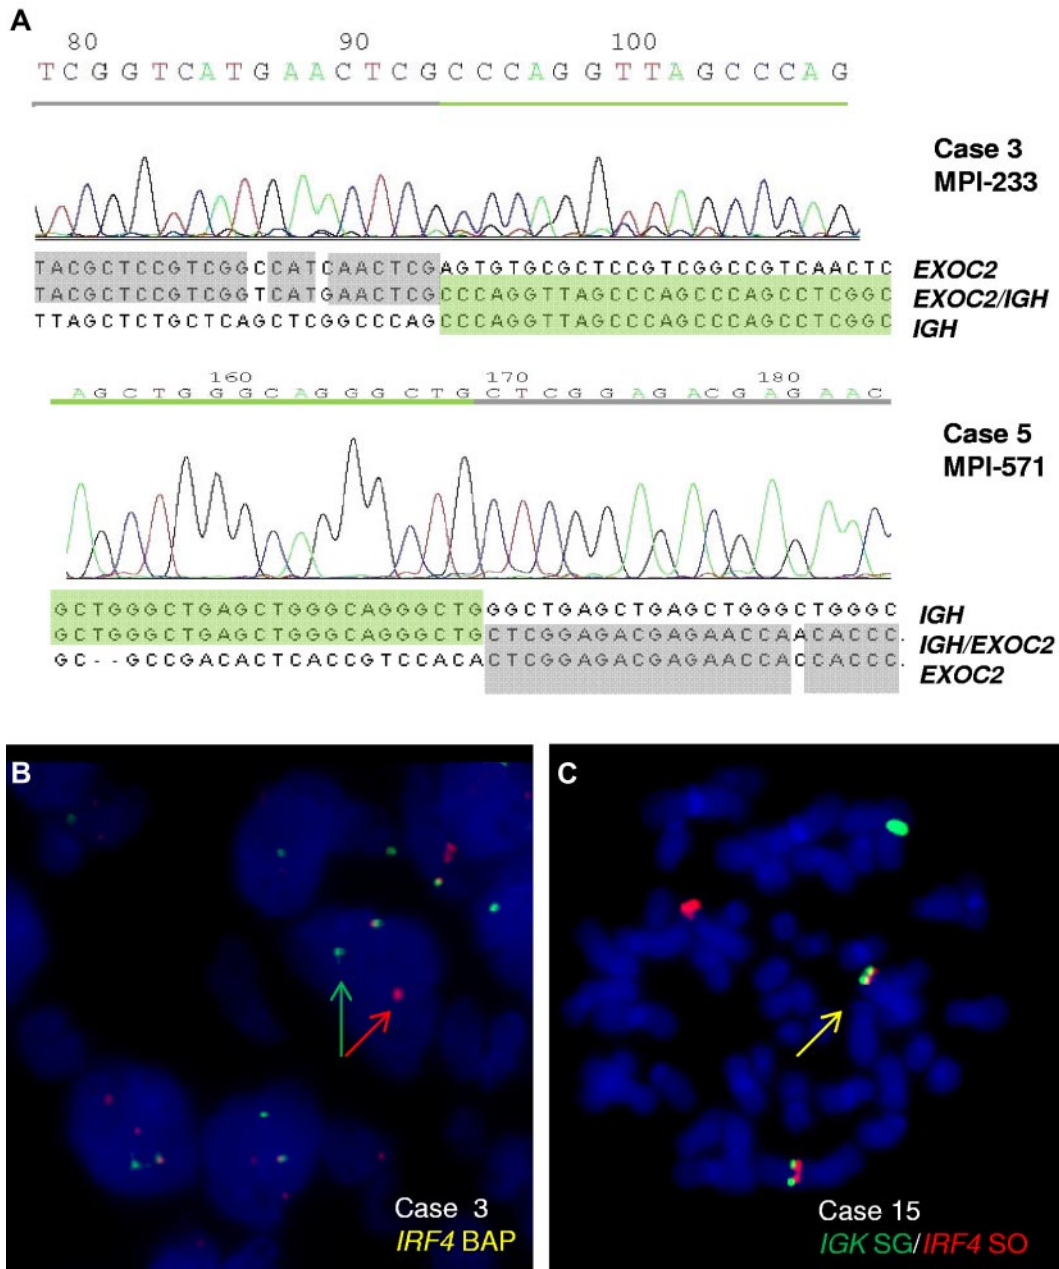 A
80 90 100
TCGGTCATGAACTCGCCCAGGTTAGCCCAG
Case 3
MPI-233
TACGCTCCGTCGGCCATCAACTCGAGTGTGCGCTCCGTCGGCCGTCAACTC EXOC2
TACGCTCCGTCGGTCATGAACTCGCCCAGGTTAGCCCAGCCCAGCCTCGGC EXOC2/IGH
TTAGCTCTGCTCAGCTCGGCCCAGCCCAGGTTAGCCCAGCCCAGCCTCGGC IGH
160 170 180
AGCTGGGCAGGGCTGCTCGGAGACGAGAAC
Case 5
MPI-571
GCTGGGCTGAGCTGGGCAGGGCTGGGCTGAGCTGAGCTGGGCTGGGC IGH
GCTGGGCTGAGCTGGGCAGGGCTGCTCGGAGACGAGAACCAACACCC. IGH/EXOC2
GC--GCCGACACTCACCGTCCACACTCGGAGACGAGAACCACCACCC. EXOC2
B
Case 3
IRF4 BAP
C
Case 15
IGK SG/IRF4 SO